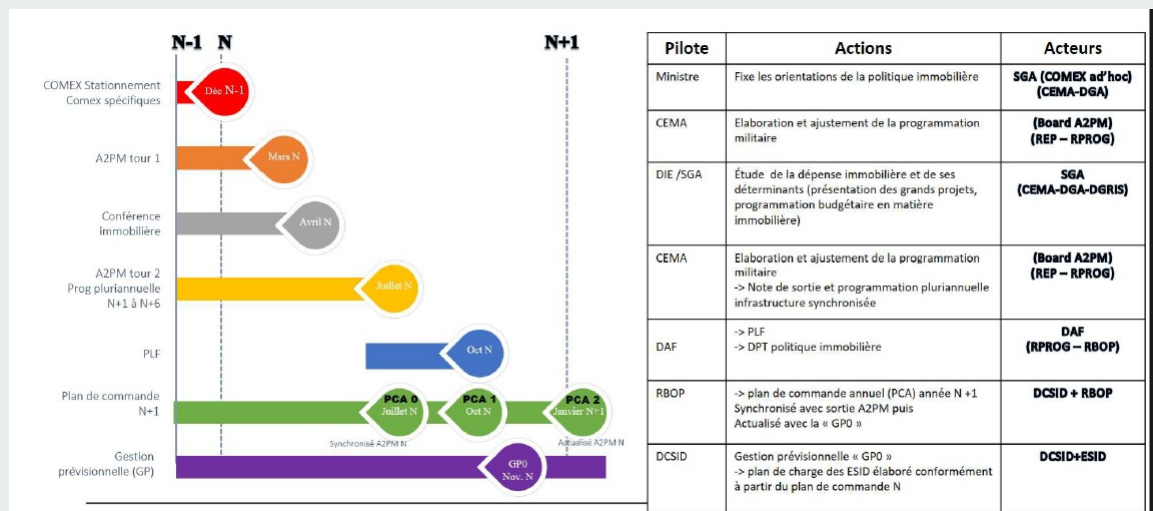 N-1 N N+1
COMEX Stationnement
Comex spécifiques
Déc N-1
A2PM tour 1
Mars N
Conférence
immobilière
Avril N
A2PM tour 2
Prog pluriannuelle
N+1 à N+6
Juillet N
PLF
Oct N
Plan de commande
N+1
PCA 0
Juillet N
PCA 1
Oct N
PCA 2
Janvier N+1
Synchronisé A2PM N
Actualisé A2PM N
Gestion
prévisionnelle (GP)
GP0
Nov. N
Pilote Actions Acteurs
Ministre Fixe les orientations de la politique immobilière SGA (COMEX ad'hoc)
(CEMA-DGA)
CEMA Elaboration et ajustement de la programmation (Board A2PM)
militaire (REP – RPROG)
DIE /SGA Étude de la dépense immobilière et de ses SGA
déterminants (présentation des grands projets, (CEMA-DGA-DGRIS)
programmation budgétaire en matière
immobilière)
CEMA Elaboration et ajustement de la programmation (Board A2PM)
militaire (REP – RPROG)
-> Note de sortie et programmation pluriannuelle
infrastructure synchronisée
DAF -> PLF DAF
-> DPT politique immobilière (RPROG – RBOP)
RBOP -> plan de commande annuel (PCA) année N +1 DCSID + RBOP
Synchronisé avec sortie A2PM puis
Actualisé avec la « GP0 »
DCSID Gestion prévisionnelle « GP0 » DCSID+ESID
-> plan de charge des ESID élaboré conformément
à partir du plan de commande N